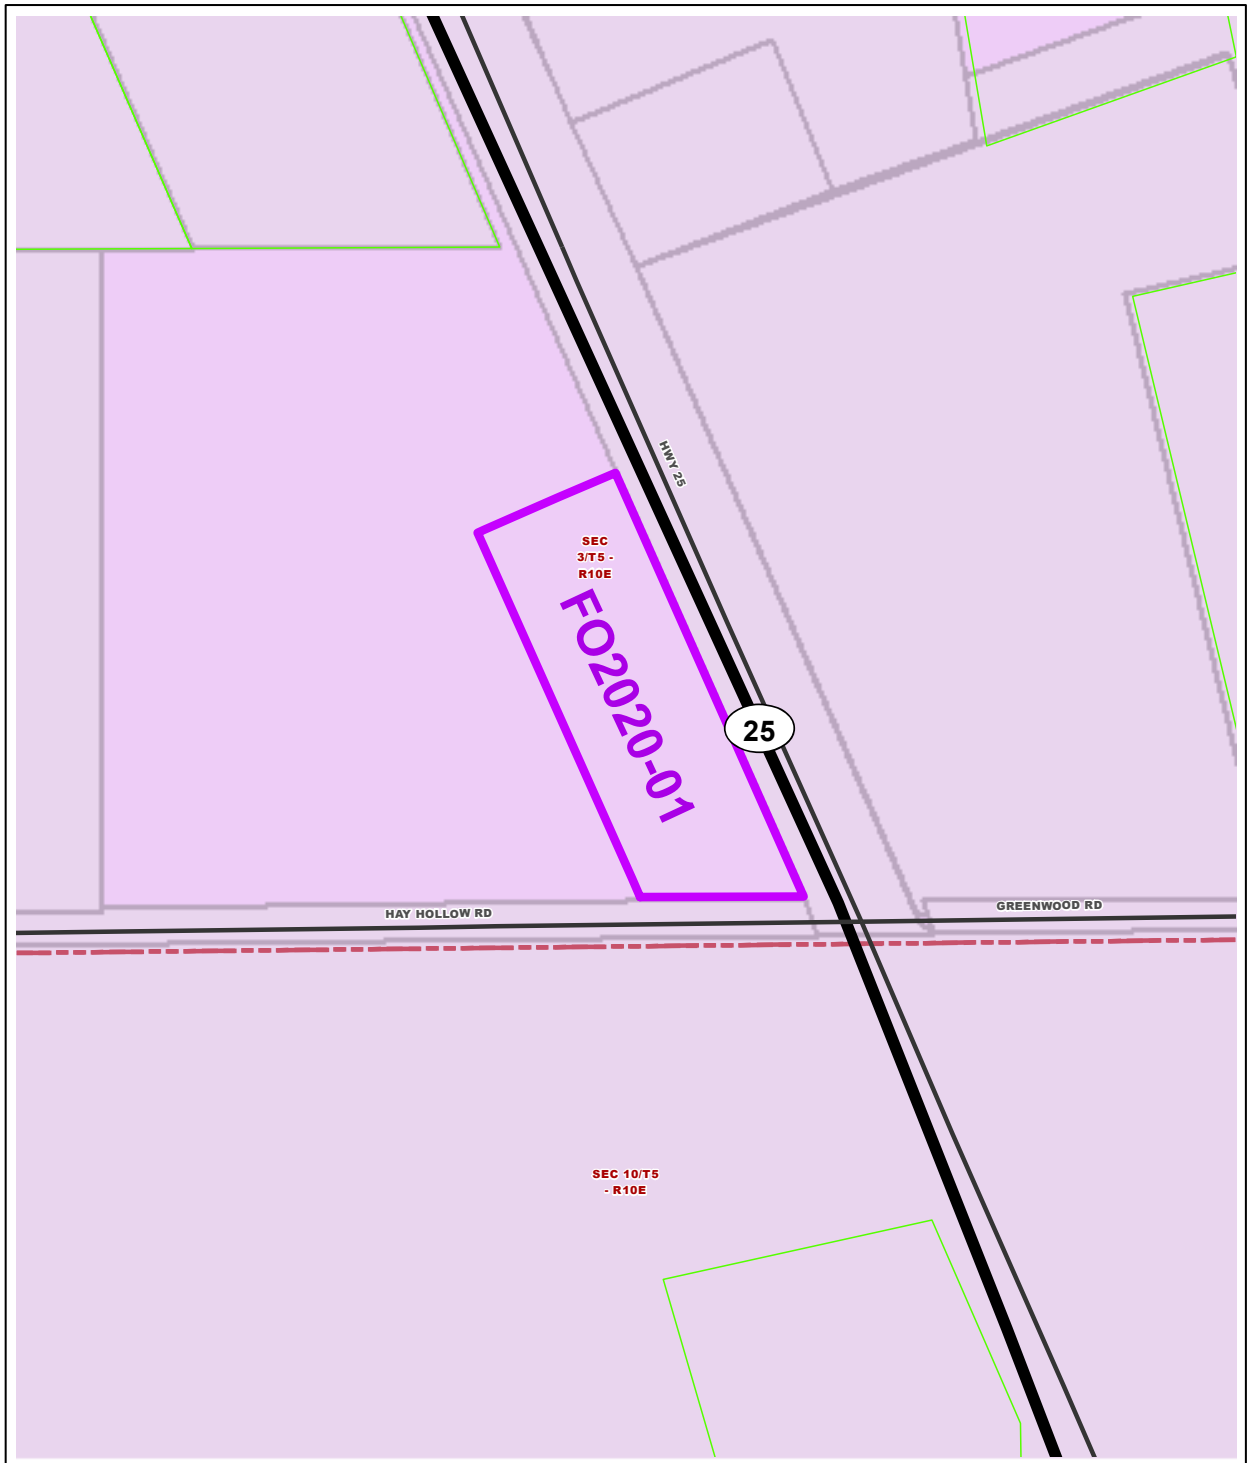 HWY 25
SEC
3/T5 -
R10E
FO2020-01
25
HAY HOLLOW RD
GREENWOOD RD
SEC 10/T5
- R10E